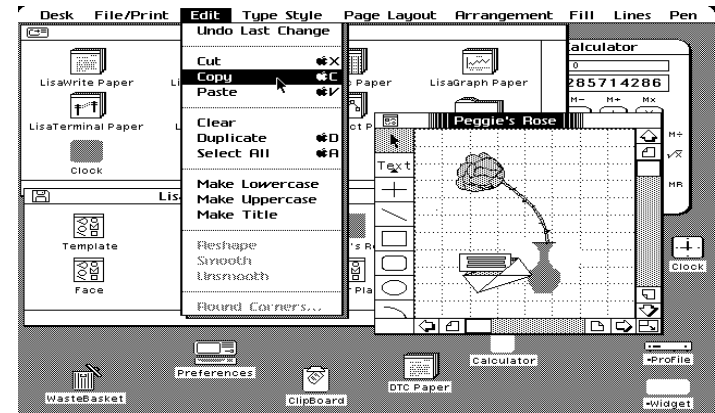 Desk File/Print Edit Type Style Page Layout Arrangement Fill Lines Pen
Undo Last Change
Cut X
Copy C
Paste V
Clear
Duplicate D
Select All A
Make Lowercase
Make Uppercase
Make Title
Reshape
Smooth
Unsmooth
Round Corners...
LisaWrite Paper
Paper
LisaGraph Paper
LisaTerminal Paper
Clock
Calculator
0
285714286
M- M+ Mx
M÷
√x
MR
Peggie's Rose
Text
Template
Face
Clock
WasteBasket
Preferences
ClipBoard
DTC Paper
Calculator
-ProFile
-Widget